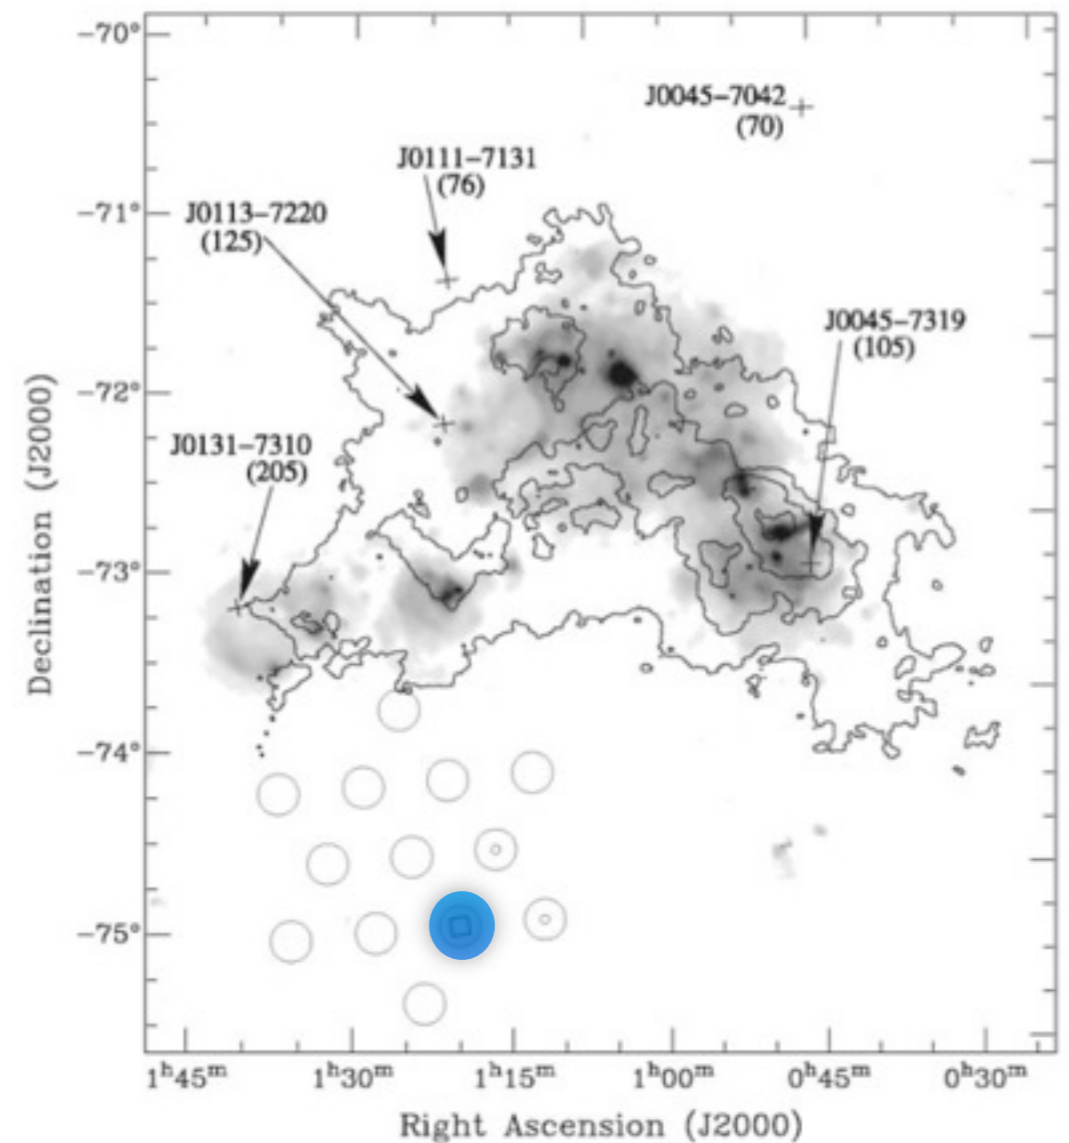 -70°
J0045-7042
(70)
J0111-7131
(76)
-71°
J0113-7220
(125)
J0045-7319
(105)
-72°
J0131-7310
(205)
-73°
-74°
-75°
Declination (J2000)
1ʰ45ᵐ 1ʰ30ᵐ 1ʰ15ᵐ 1ʰ00ᵐ 0ʰ45ᵐ 0ʰ30ᵐ
Right Ascension (J2000)